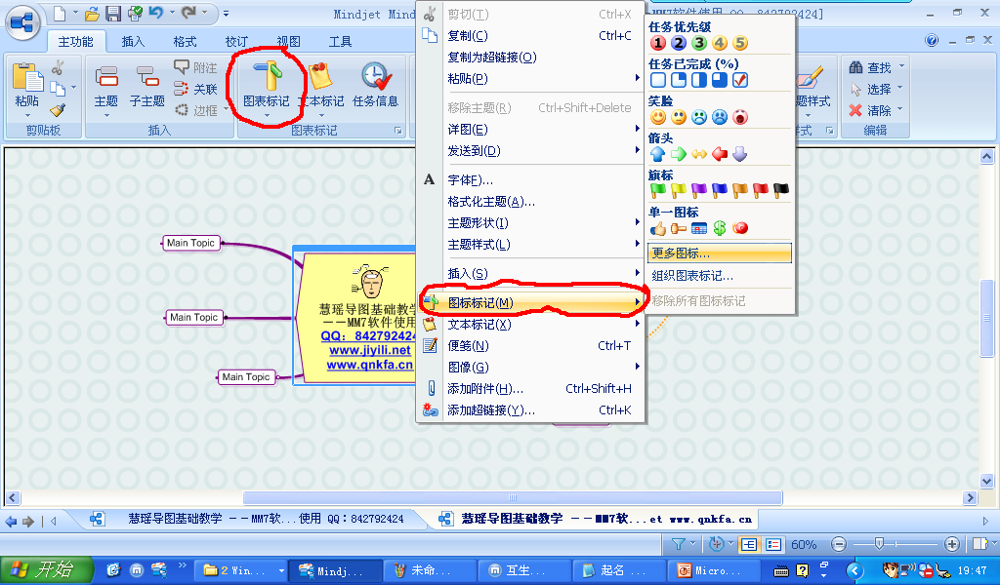 Mindjet Mind
MM7软件使用 QQ：842792424]
主功能 插入 格式 校订 视图 工具
粘贴
剪贴板
主题 子主题
附注
关联
边框
插入
图表标记 文本标记 任务信息
图表标记
题样式
样式
查找
选择
清除
编辑
剪切(T) Ctrl+X
复制(C) Ctrl+C
复制为超链接(O)
粘贴(P)
移除主题(R) Ctrl+Shift+Delete
详图(E)
发送到(D)
A 字体F)...
格式化主题(A)...
主题形状(I)
主题样式(L)
插入(S)
图标标记(M)
文本标记(X)
便笺(N) Ctrl+T
图像(G)
添加附件(H)... Ctrl+Shift+H
添加超链接(Y)... Ctrl+K
任务优先级
1 2 3 4 5
任务已完成 (%)
笑脸
箭头
旗标
单一图标
更多图标...
组织图表标记...
移除所有图标标记
Main Topic
Main Topic
Main Topic
慧瑶导图基础教学
－－MM7软件使用
QQ：842792424
www.jiyili.net
www.qnkfa.cn
慧瑶导图基础教学 －－MM7软...使用 QQ：842792424
慧瑶导图基础教学 －－MM7软...et www.qnkfa.cn
60%
开始
2 Win...
Mindj...
未命...
互生...
起名 ...
Micro...
19:47